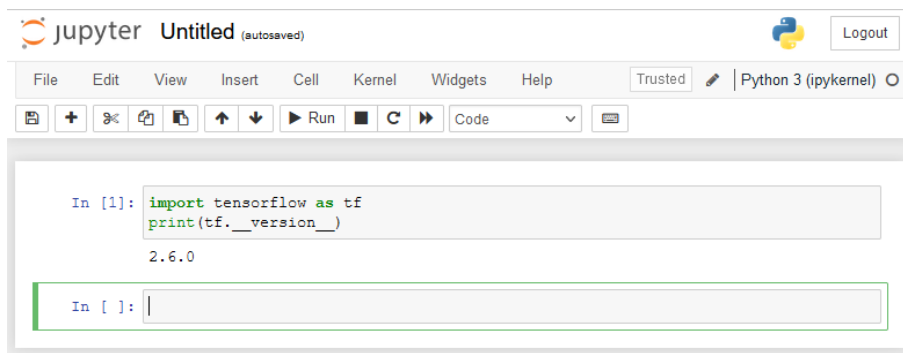 jupyter Untitled (autosaved) Logout
File Edit View Insert Cell Kernel Widgets Help Trusted Python 3 (ipykernel)
Run Code
In [1]: import tensorflow as tf
print(tf.__version__)
2.6.0
In [ ]: